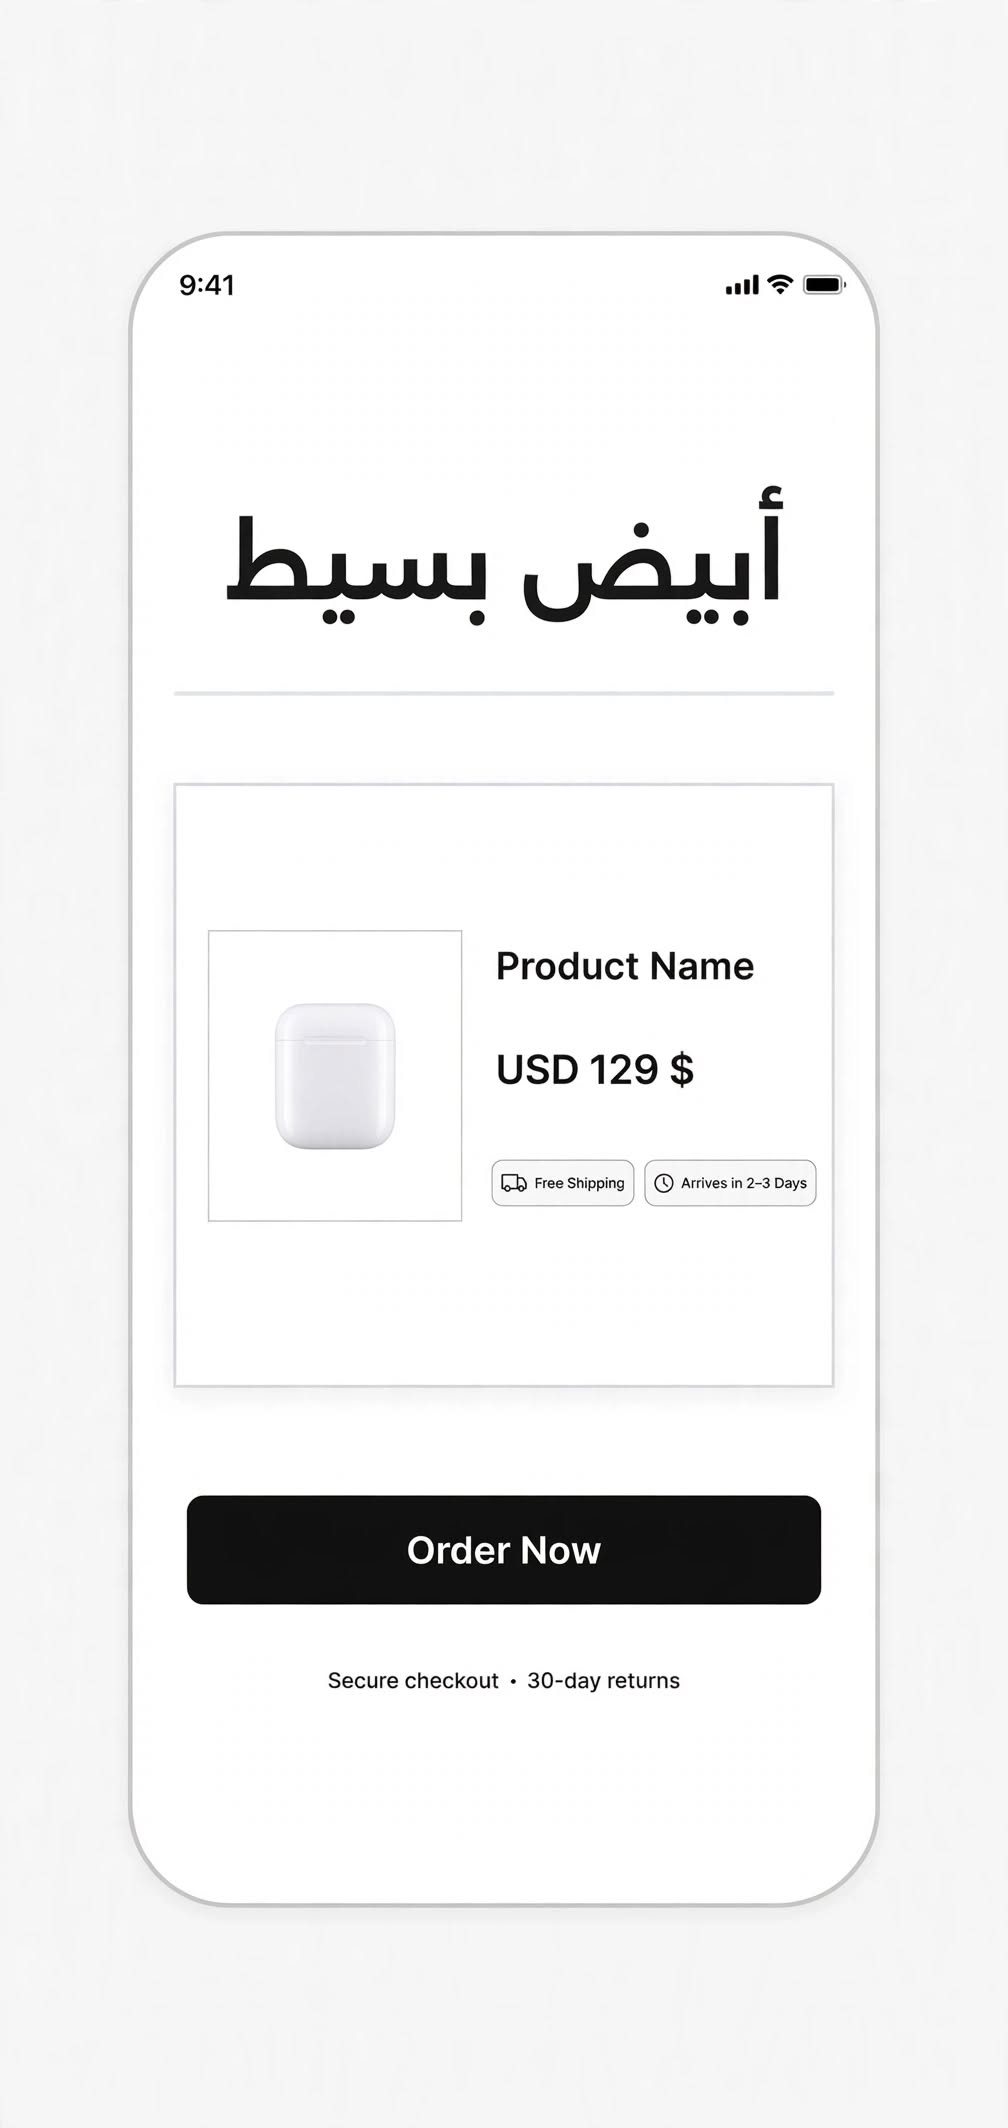 9:41
أبيض بسيط
Product Name
USD 129 $
Free Shipping
Arrives in 2–3 Days
Order Now
Secure checkout • 30-day returns